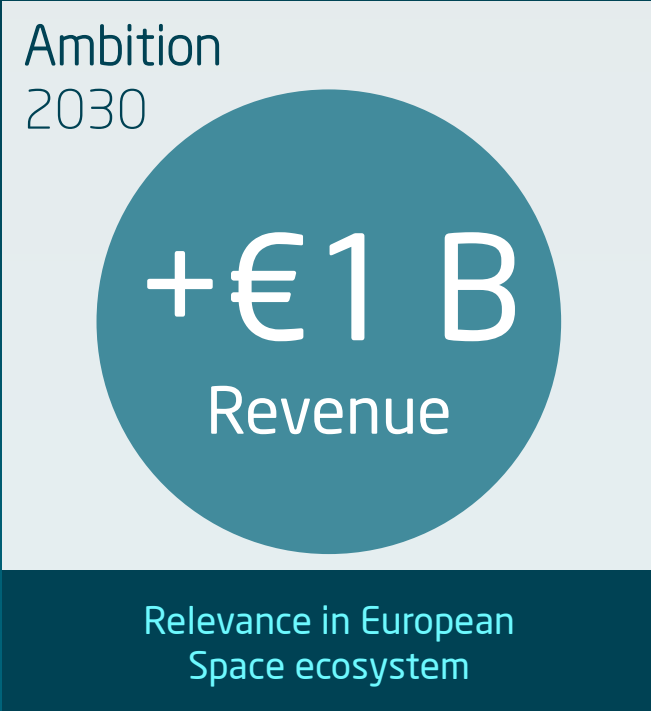 Ambition
2030
+€1 B
Revenue
Relevance in European
Space ecosystem